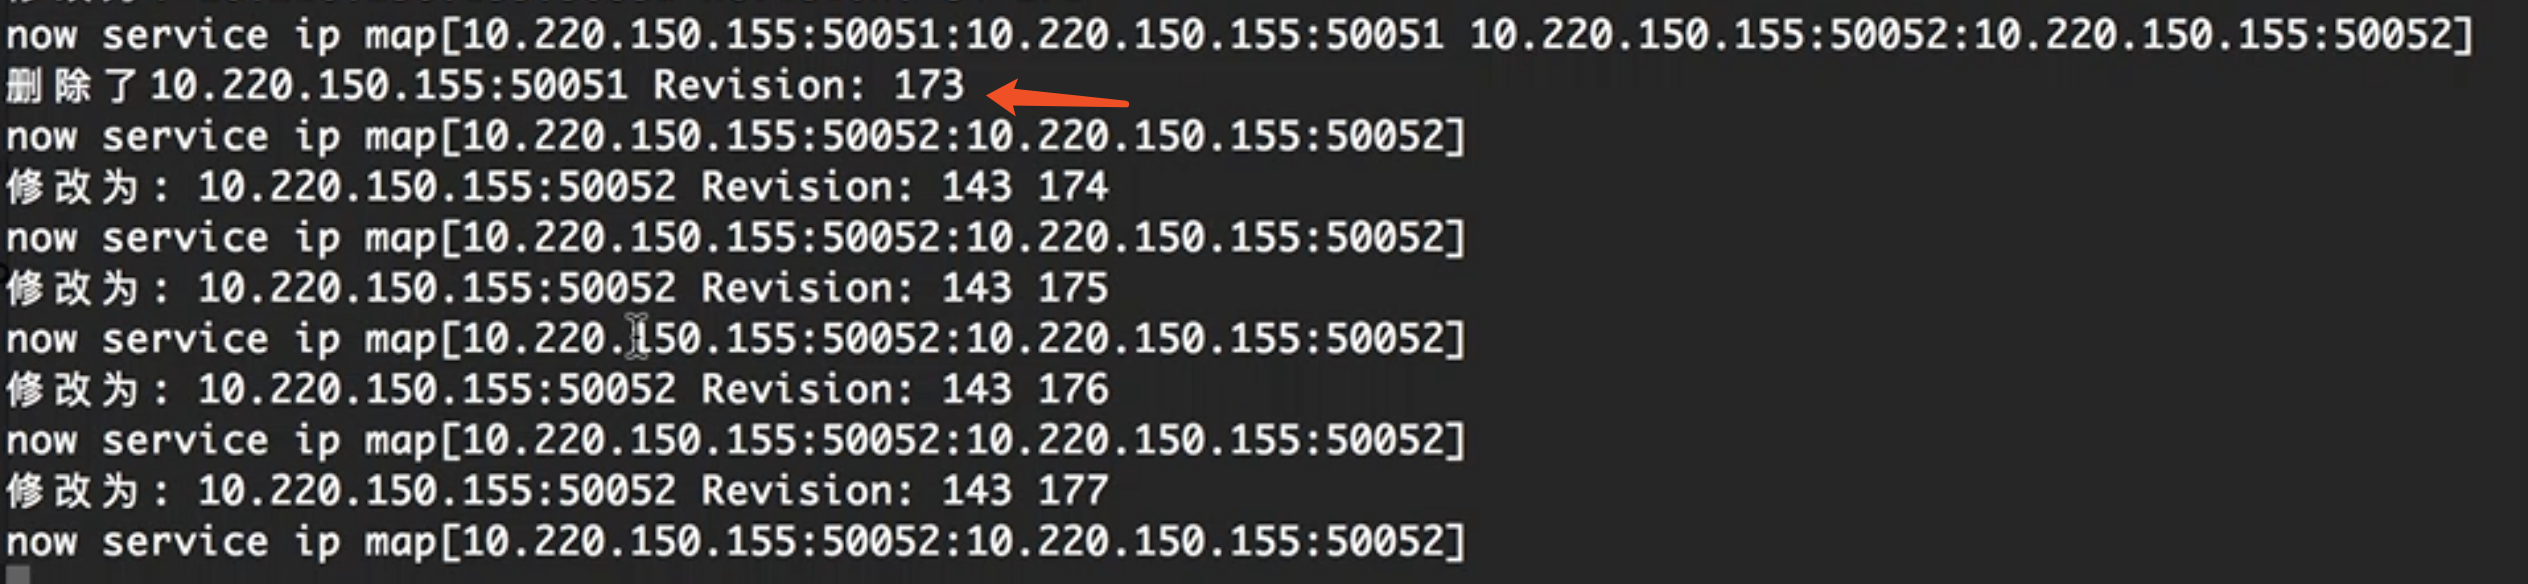 now service ip map[10.220.150.155:50051:10.220.150.155:50051 10.220.150.155:50052:10.220.150.155:50052]
删除了10.220.150.155:50051 Revision: 173
now service ip map[10.220.150.155:50052:10.220.150.155:50052]
修改为: 10.220.150.155:50052 Revision: 143 174
now service ip map[10.220.150.155:50052:10.220.150.155:50052]
修改为: 10.220.150.155:50052 Revision: 143 175
now service ip map[10.220.150.155:50052:10.220.150.155:50052]
修改为: 10.220.150.155:50052 Revision: 143 176
now service ip map[10.220.150.155:50052:10.220.150.155:50052]
修改为: 10.220.150.155:50052 Revision: 143 177
now service ip map[10.220.150.155:50052:10.220.150.155:50052]